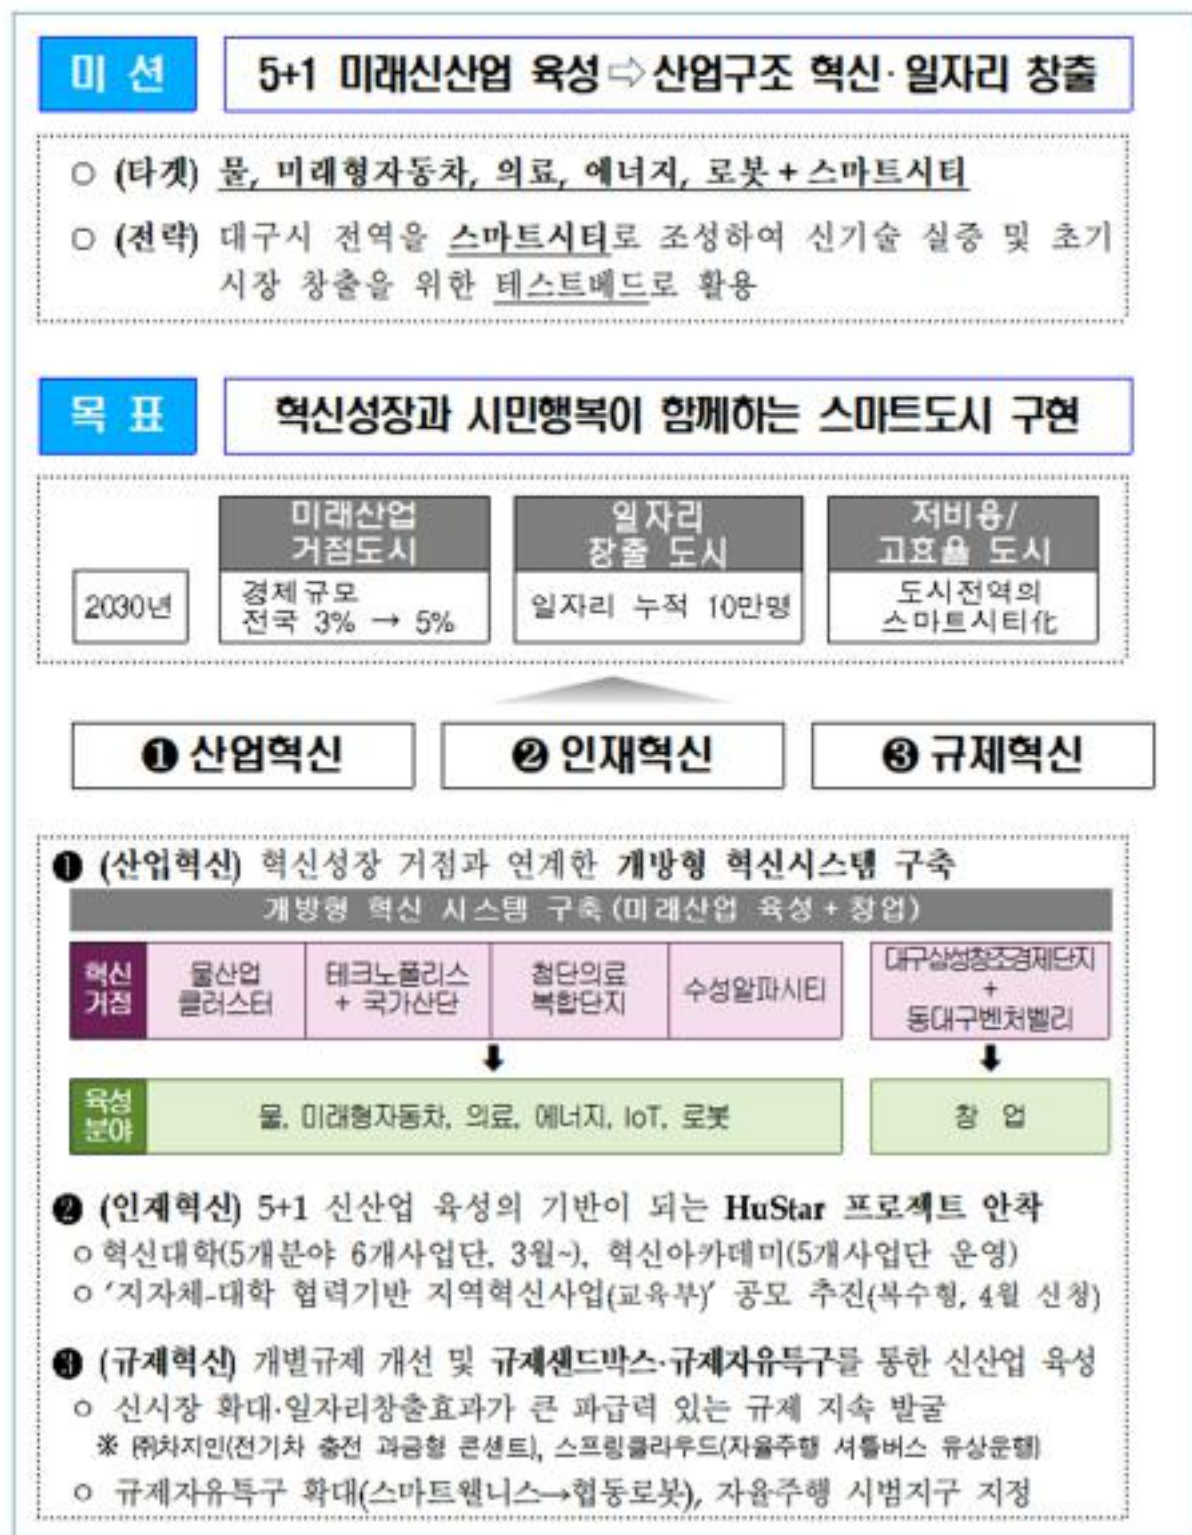 미 션
5+1 미래신산업 육성⇨산업구조 혁신·일자리 창출
○ (타겟) 물, 미래형자동차, 의료, 에너지, 로봇 + 스마트시티
○ (전략) 대구시 전역을 스마트시티로 조성하여 신기술 실증 및 초기
시장 창출을 위한 테스트베드로 활용
목 표
혁신성장과 시민행복이 함께하는 스마트도시 구현
2030년
미래산업
거점도시
경제규모
전국 3% → 5%
일자리
창출 도시
일자리 누적 10만명
저비용/
고효율 도시
도시전역의
스마트시티化
❶ 산업혁신
❷ 인재혁신
❸ 규제혁신
❶ (산업혁신) 혁신성장 거점과 연계한 개방형 혁신시스템 구축
개방형 혁신 시스템 구축(미래산업 육성+창업)
혁신
거점
물산업
클러스터
테크노폴리스
+ 국가산단
첨단의료
복합단지
수성알파시티
대구삼성창조경제단지
+
동대구벤처벨리
육성
분야
물, 미래형자동차, 의료, 에너지, IoT, 로봇
창 업
❷ (인재혁신) 5+1 신산업 육성의 기반이 되는 HuStar 프로젝트 안착
○ 혁신대학(5개분야 6개사업단, 3월~), 혁신아카데미(5개사업단 운영)
○ '지자체-대학 협력기반 지역혁신사업(교육부)' 공모 추진(복수형, 4월 신청)
❸ (규제혁신) 개별규제 개선 및 규제샌드박스·규제자유특구를 통한 신산업 육성
○ 신시장 확대·일자리창출효과가 큰 파급력 있는 규제 지속 발굴
※ ㈜차지인(전기차 충전 과금형 콘센트), 스프링클라우드(자율주행 셔틀버스 유상운행)
○ 규제자유특구 확대(스마트웰니스→협동로봇), 자율주행 시범지구 지정